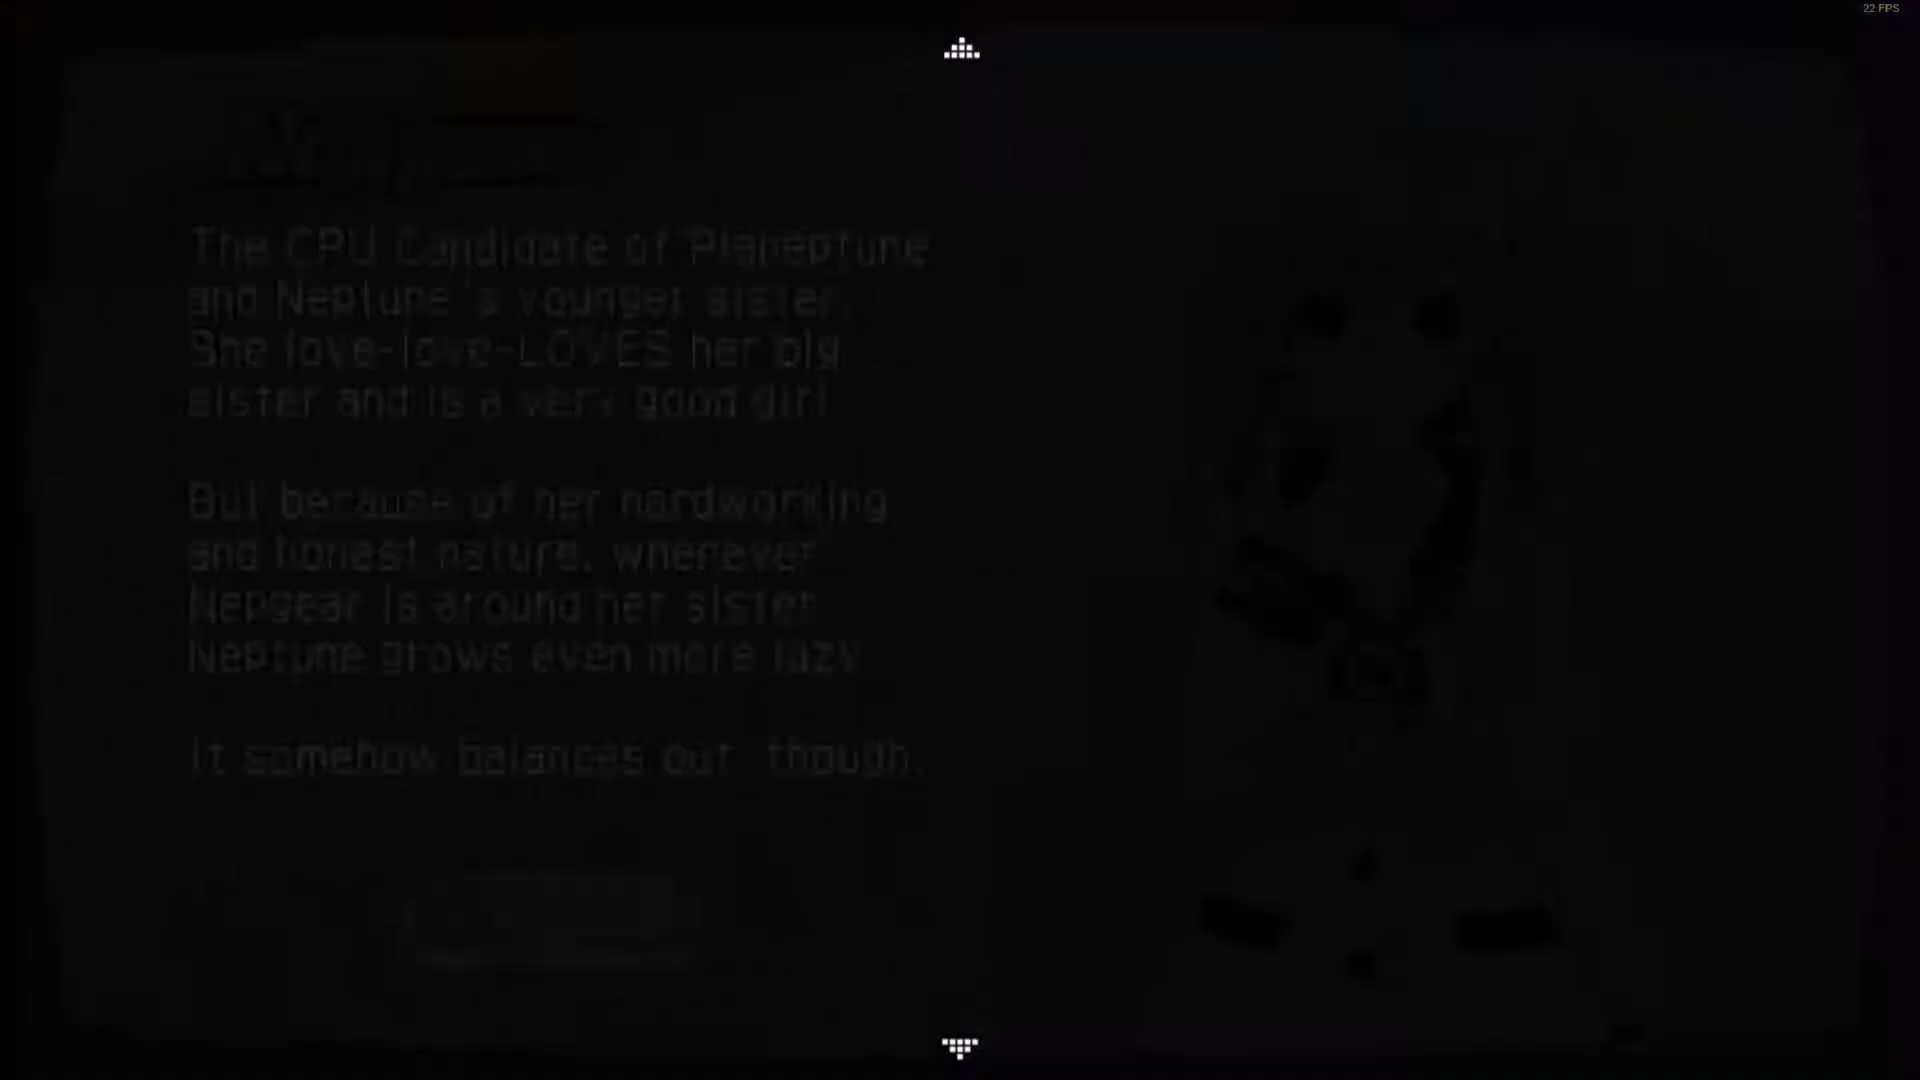 22 FPS
The CPU Candidate of Planeptune
and Neptune's younger sister.
She love-love-LOVES her big
sister and is a very good girl
But because of her hardworking
and honest nature, whenever
Nepgear is around her sister
Neptune grows even more lazy
It somehow balances out though.